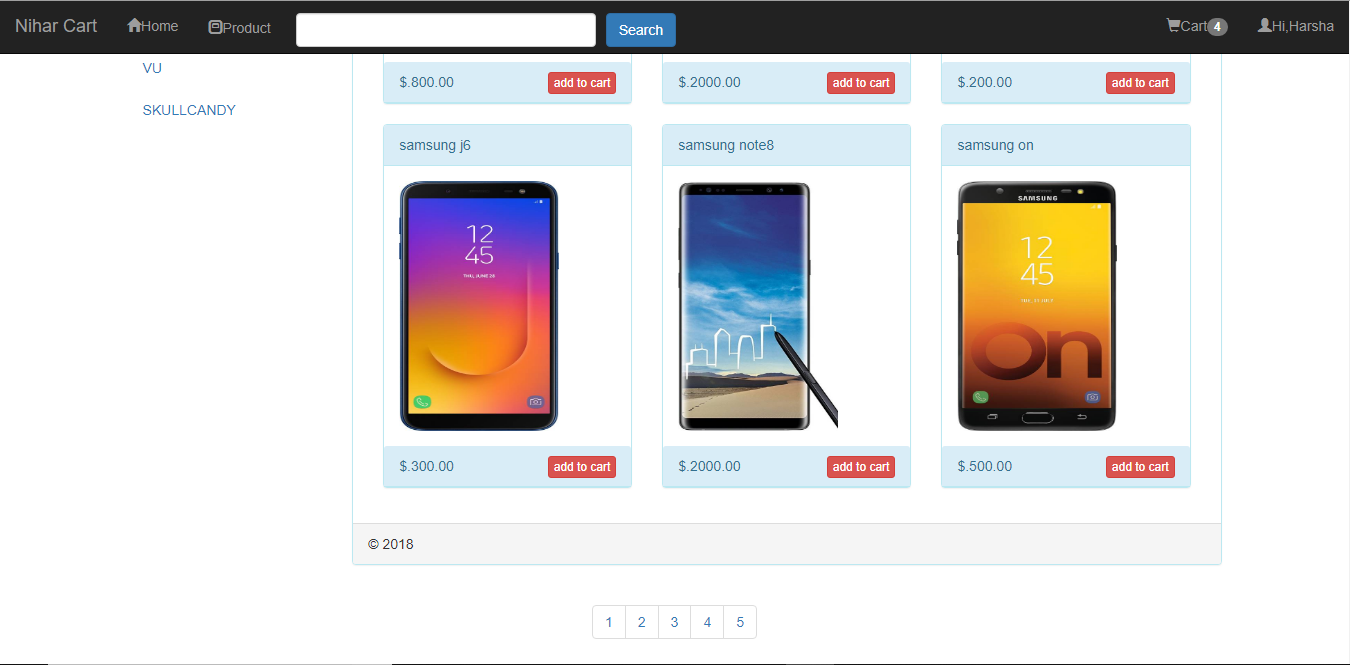 Nihar Cart Home Product Search Cart 4 Hi,Harsha
VU
SKULLCANDY
$.800.00 add to cart $.2000.00 add to cart $.200.00 add to cart
samsung j6 samsung note8 samsung on
12
45
THU, JUNE 28
SAMSUNG
12
45
On
$.300.00 add to cart $.2000.00 add to cart $.500.00 add to cart
© 2018
1 2 3 4 5